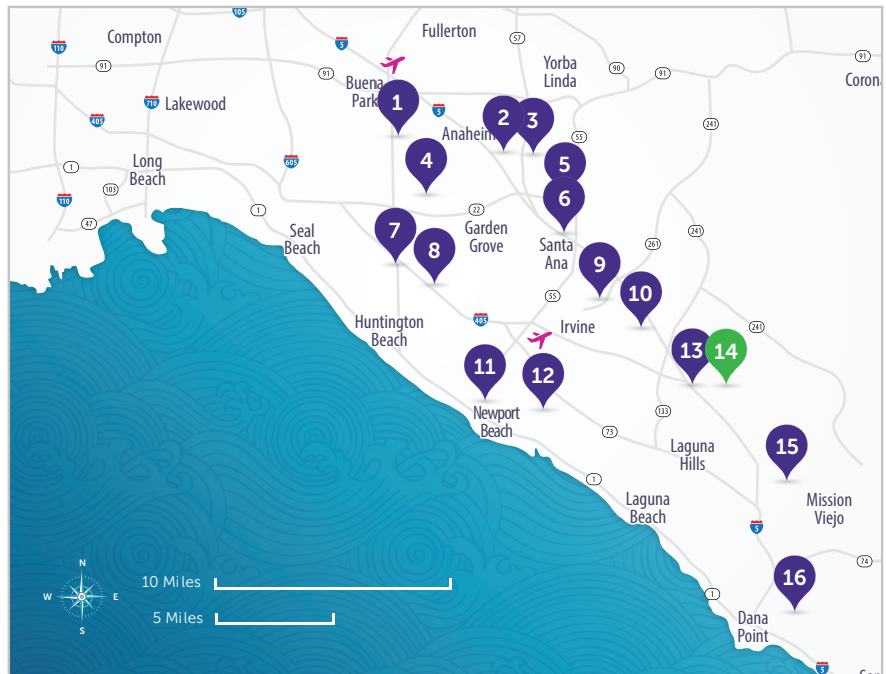 105
Compton
110
5
57
Fullerton
91
91
90
91
91
Yorba
Linda
Buena
Park
1
710
Lakewood
5
2
3
405
Anaheim
55
241
4
5
605
1
Long
Beach
103
110
6
1
22
47
7
8
Seal
Beach
Garden
Grove
Santa
Ana
261
241
9
10
55
405
Irvine
Huntington
Beach
241
13
14
11
12
Newport
Beach
133
73
Laguna
Hills
15
1
Laguna
Beach
Mission
Viejo
5
N
W
E
S
10 Miles
5 Miles
74
16
1
Dana
Point
5